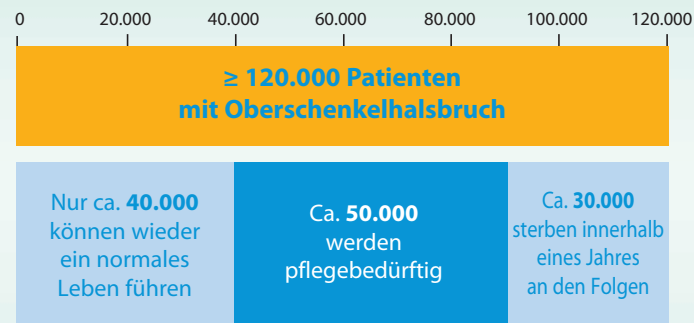 0 20.000 40.000 60.000 80.000 100.000 120.000
≥ 120.000 Patienten
mit Oberschenkelhalsbruch
Nur ca. 40.000
können wieder
ein normales
Leben führen
Ca. 50.000
werden
pflegebedürftig
Ca. 30.000
sterben innerhalb
eines Jahres
an den Folgen